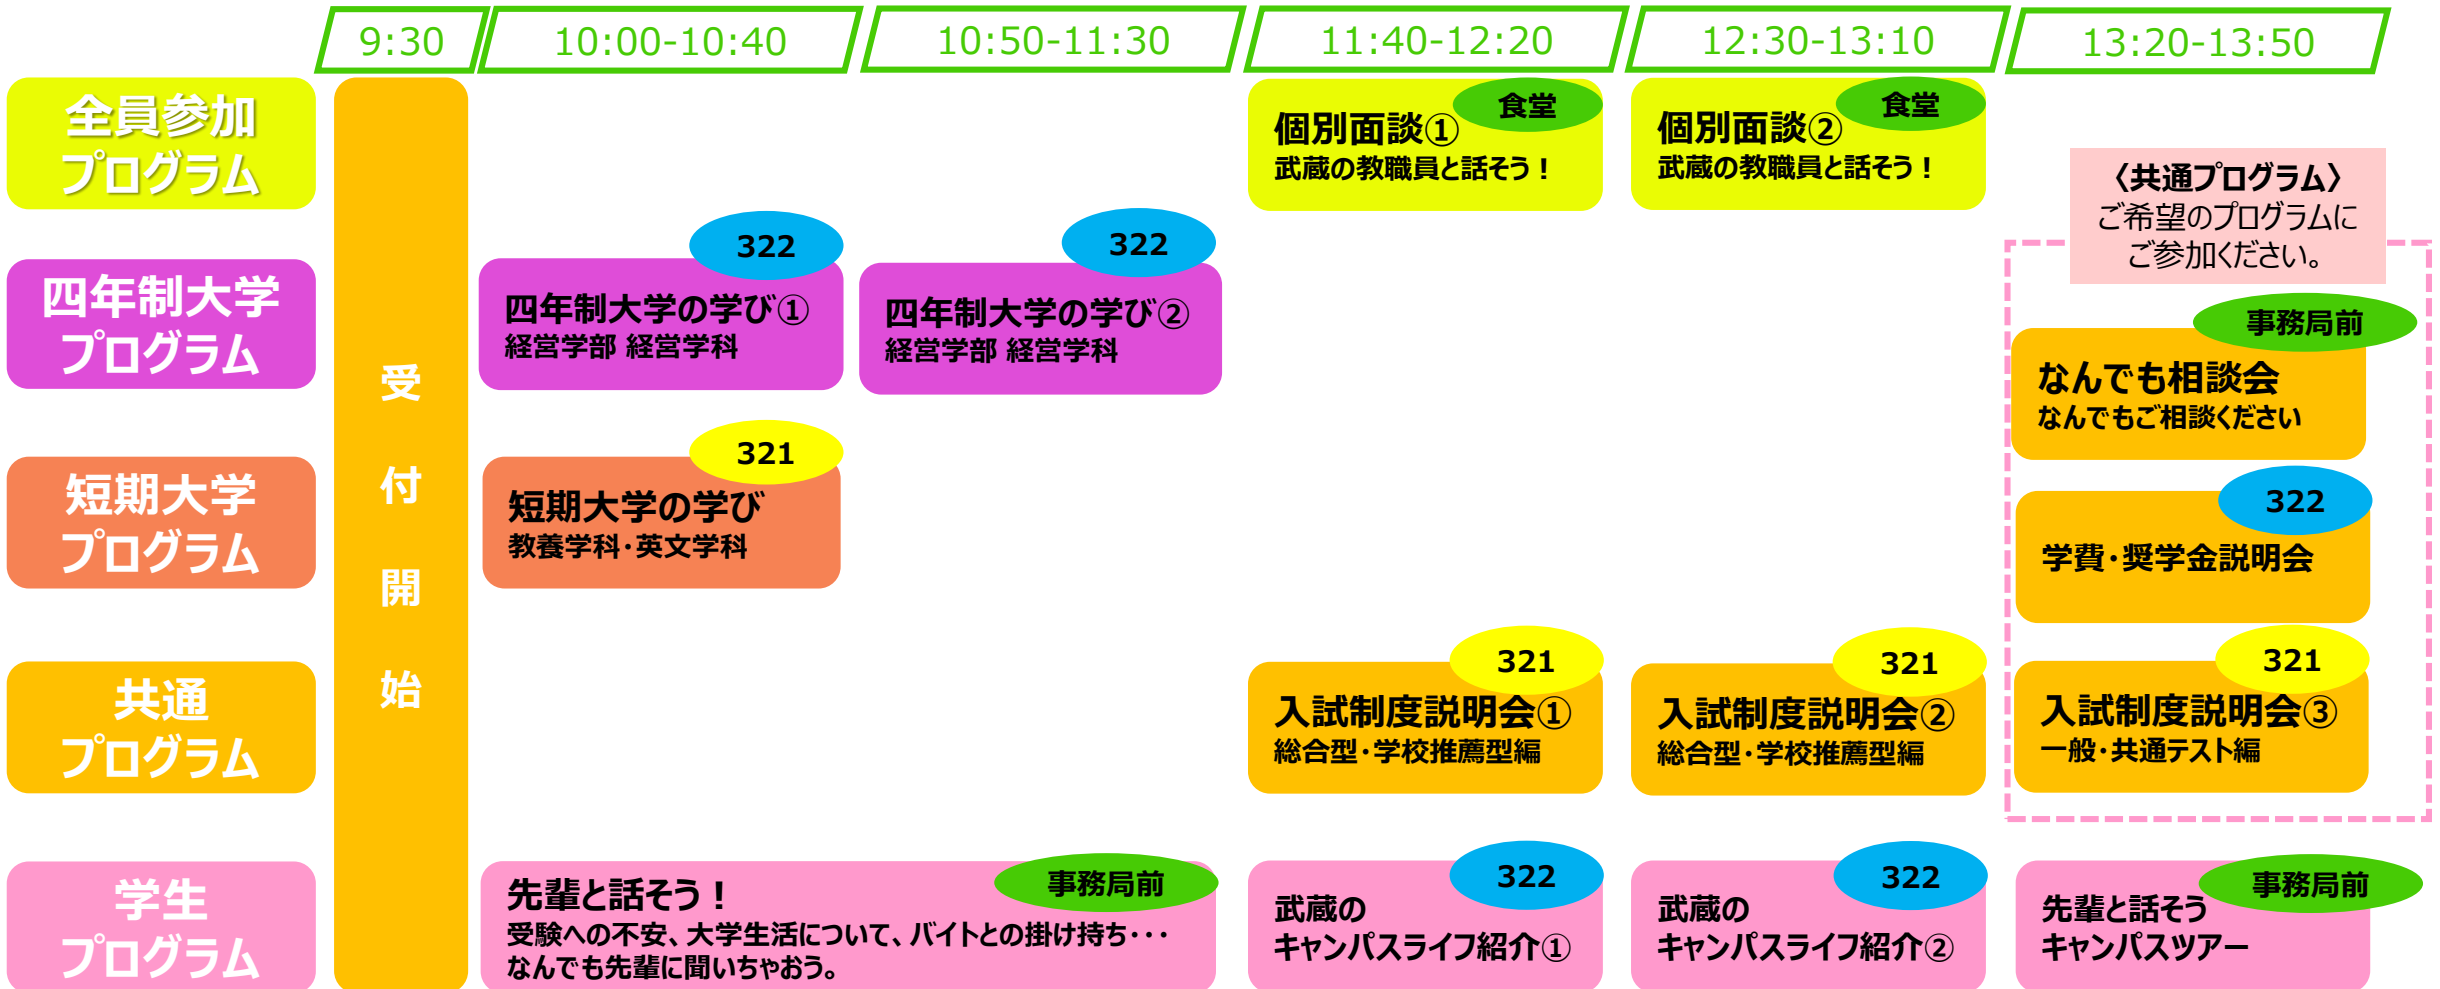 9:30
10:00-10:40
10:50-11:30
11:40-12:20
12:30-13:10
13:20-13:50
全員参加
プログラム
受付開始
食堂
個別面談①
武蔵の教職員と話そう！
食堂
個別面談②
武蔵の教職員と話そう！
〈共通プログラム〉
ご希望のプログラムに
ご参加ください。
四年制大学
プログラム
322
四年制大学の学び①
経営学部 経営学科
322
四年制大学の学び②
経営学部 経営学科
事務局前
なんでも相談会
なんでもご相談ください
短期大学
プログラム
321
短期大学の学び
教養学科・英文学科
322
学費・奨学金説明会
共通
プログラム
321
入試制度説明会①
総合型・学校推薦型編
321
入試制度説明会②
総合型・学校推薦型編
321
入試制度説明会③
一般・共通テスト編
学生
プログラム
事務局前
先輩と話そう！
受験への不安、大学生活について、バイトとの掛け持ち・・・
なんでも先輩に聞いちゃおう。
322
武蔵の
キャンパスライフ紹介①
322
武蔵の
キャンパスライフ紹介②
事務局前
先輩と話そう
キャンパスツアー